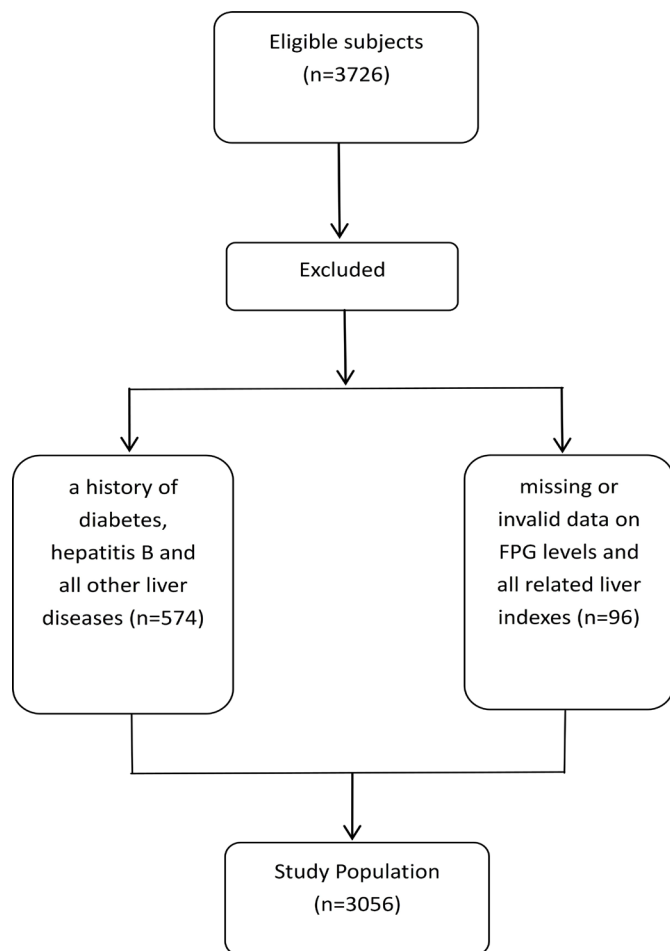 Eligible subjects
(n=3726)
Excluded
a history of
diabetes,
hepatitis B and
all other liver
diseases (n=574)
missing or
invalid data on
FPG levels and
all related liver
indexes (n=96)
Study Population
(n=3056)